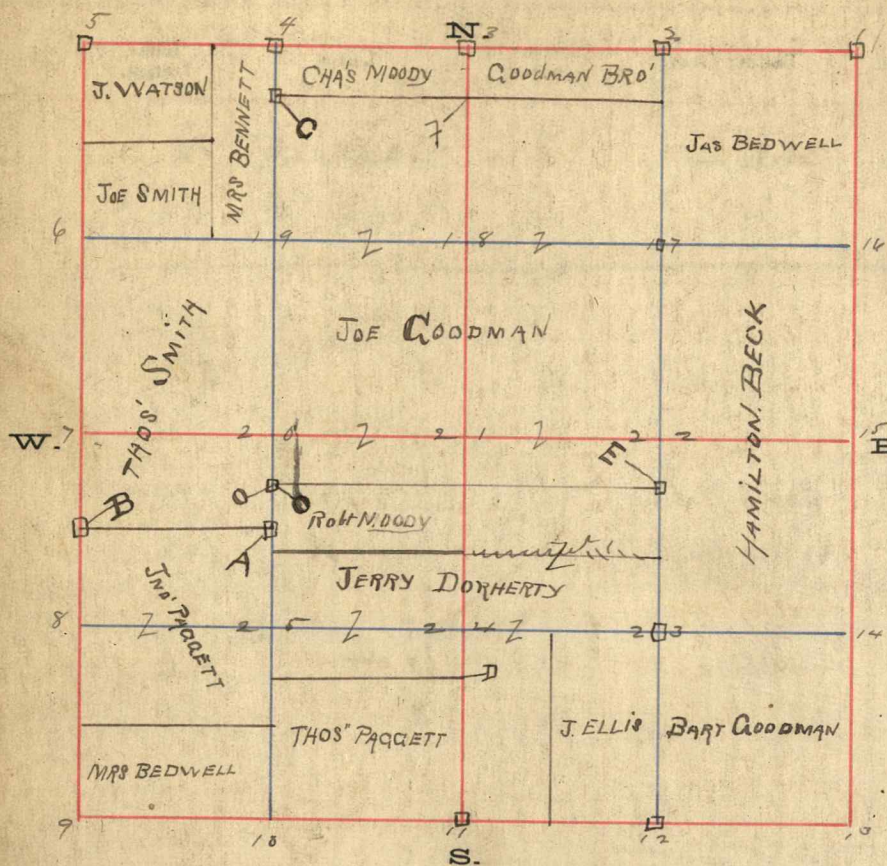 5 4 N. 3 2 1
J. WATSON
MRS BENNETT
CHA'S MOODY
GOODMAN BRO'
C
7
JAS BEDWELL
JOE SMITH
6 19 Z 18 Z 17 16
THOS' SMITH
JOE GOODMAN
HAMILTON. BECK
W. 7 20 Z 21 Z 22 15 E
B
O
O
E
ROBT MOODY
A
JNO' PAGGETT
JERRY DORHERTY
8 Z 25 Z 24 Z 23 14
D
THOS" PAGGETT
J. ELLIS
BART GOODMAN
MRS BEDWELL
9 10 11 12 13
S.